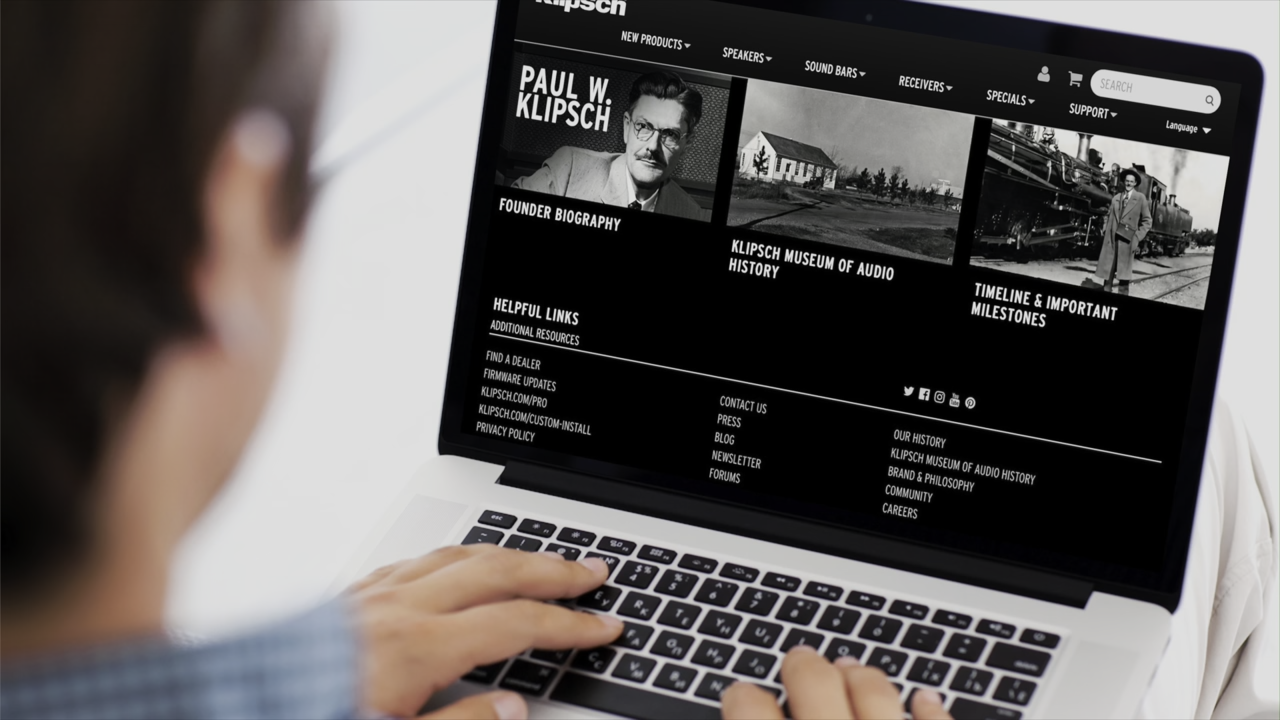 klipsch
NEW PRODUCTS
SPEAKERS
SOUND BARS
RECEIVERS
SPECIALS
SUPPORT
SEARCH
Language
PAUL W.
KLIPSCH
FOUNDER BIOGRAPHY
KLIPSCH MUSEUM OF AUDIO
HISTORY
TIMELINE & IMPORTANT
MILESTONES
HELPFUL LINKS
ADDITIONAL RESOURCES
FIND A DEALER
FIRMWARE UPDATES
KLIPSCH.COM/PRO
KLIPSCH.COM/CUSTOM-INSTALL
PRIVACY POLICY
CONTACT US
PRESS
BLOG
NEWSLETTER
FORUMS
You
Tube
OUR HISTORY
KLIPSCH MUSEUM OF AUDIO HISTORY
BRAND & PHILOSOPHY
COMMUNITY
CAREERS
esc